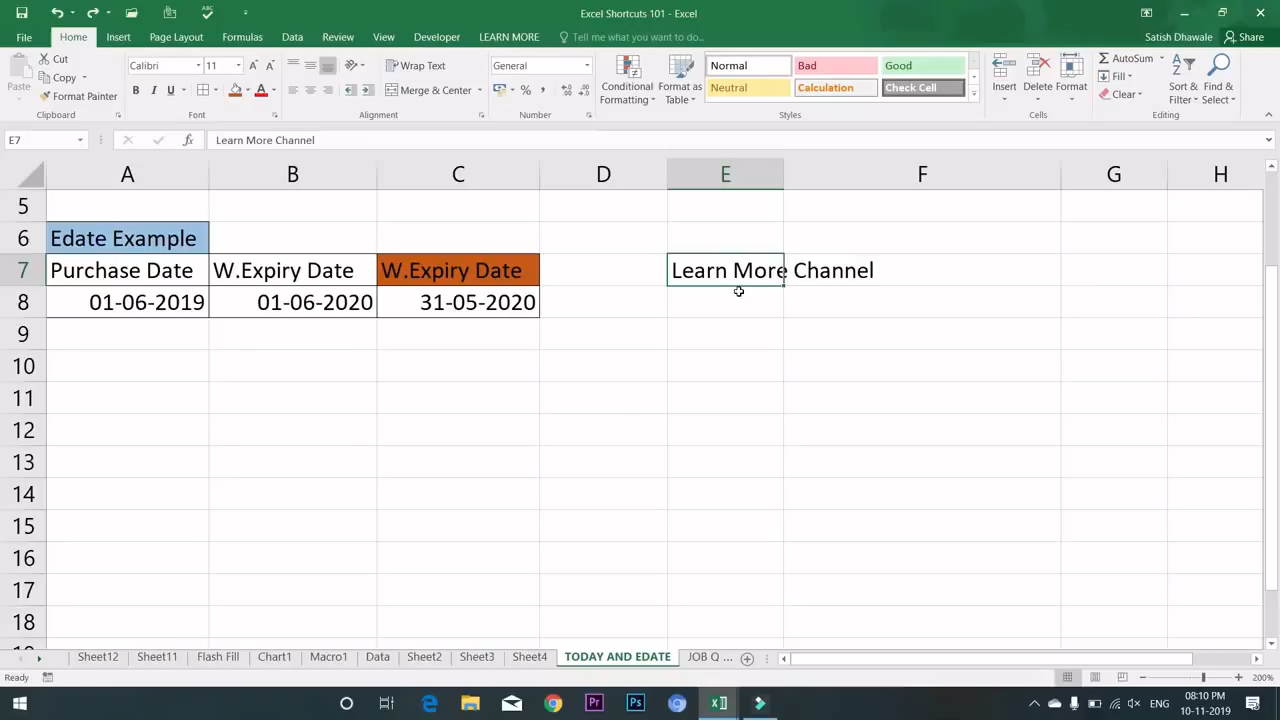 Excel Shortcuts 101 - Excel
File Home Insert Page Layout Formulas Data Review View Developer LEARN MORE Tell me what you want to do... Satish Dhawale Share
Paste
Cut
Copy
Format Painter
Clipboard
Calibri 11
B I U
Font
Wrap Text
Merge & Center
Alignment
General
Number
Conditional Formatting
Format as Table
Normal Bad Good
Neutral Calculation Check Cell
Styles
Insert Delete Format
Cells
AutoSum
Fill
Clear
Sort & Filter
Find & Select
Editing
E7 fx Learn More Channel
A B C D E F G H
5
6 Edate Example
7 Purchase Date W.Expiry Date W.Expiry Date Learn More Channel
8 01-06-2019 01-06-2020 31-05-2020
9
10
11
12
13
14
15
16
17
18
Sheet12 Sheet11 Flash Fill Chart1 Macro1 Data Sheet2 Sheet3 Sheet4 TODAY AND EDATE JOB Q ...
Ready 200%
ENG 08:10 PM
10-11-2019